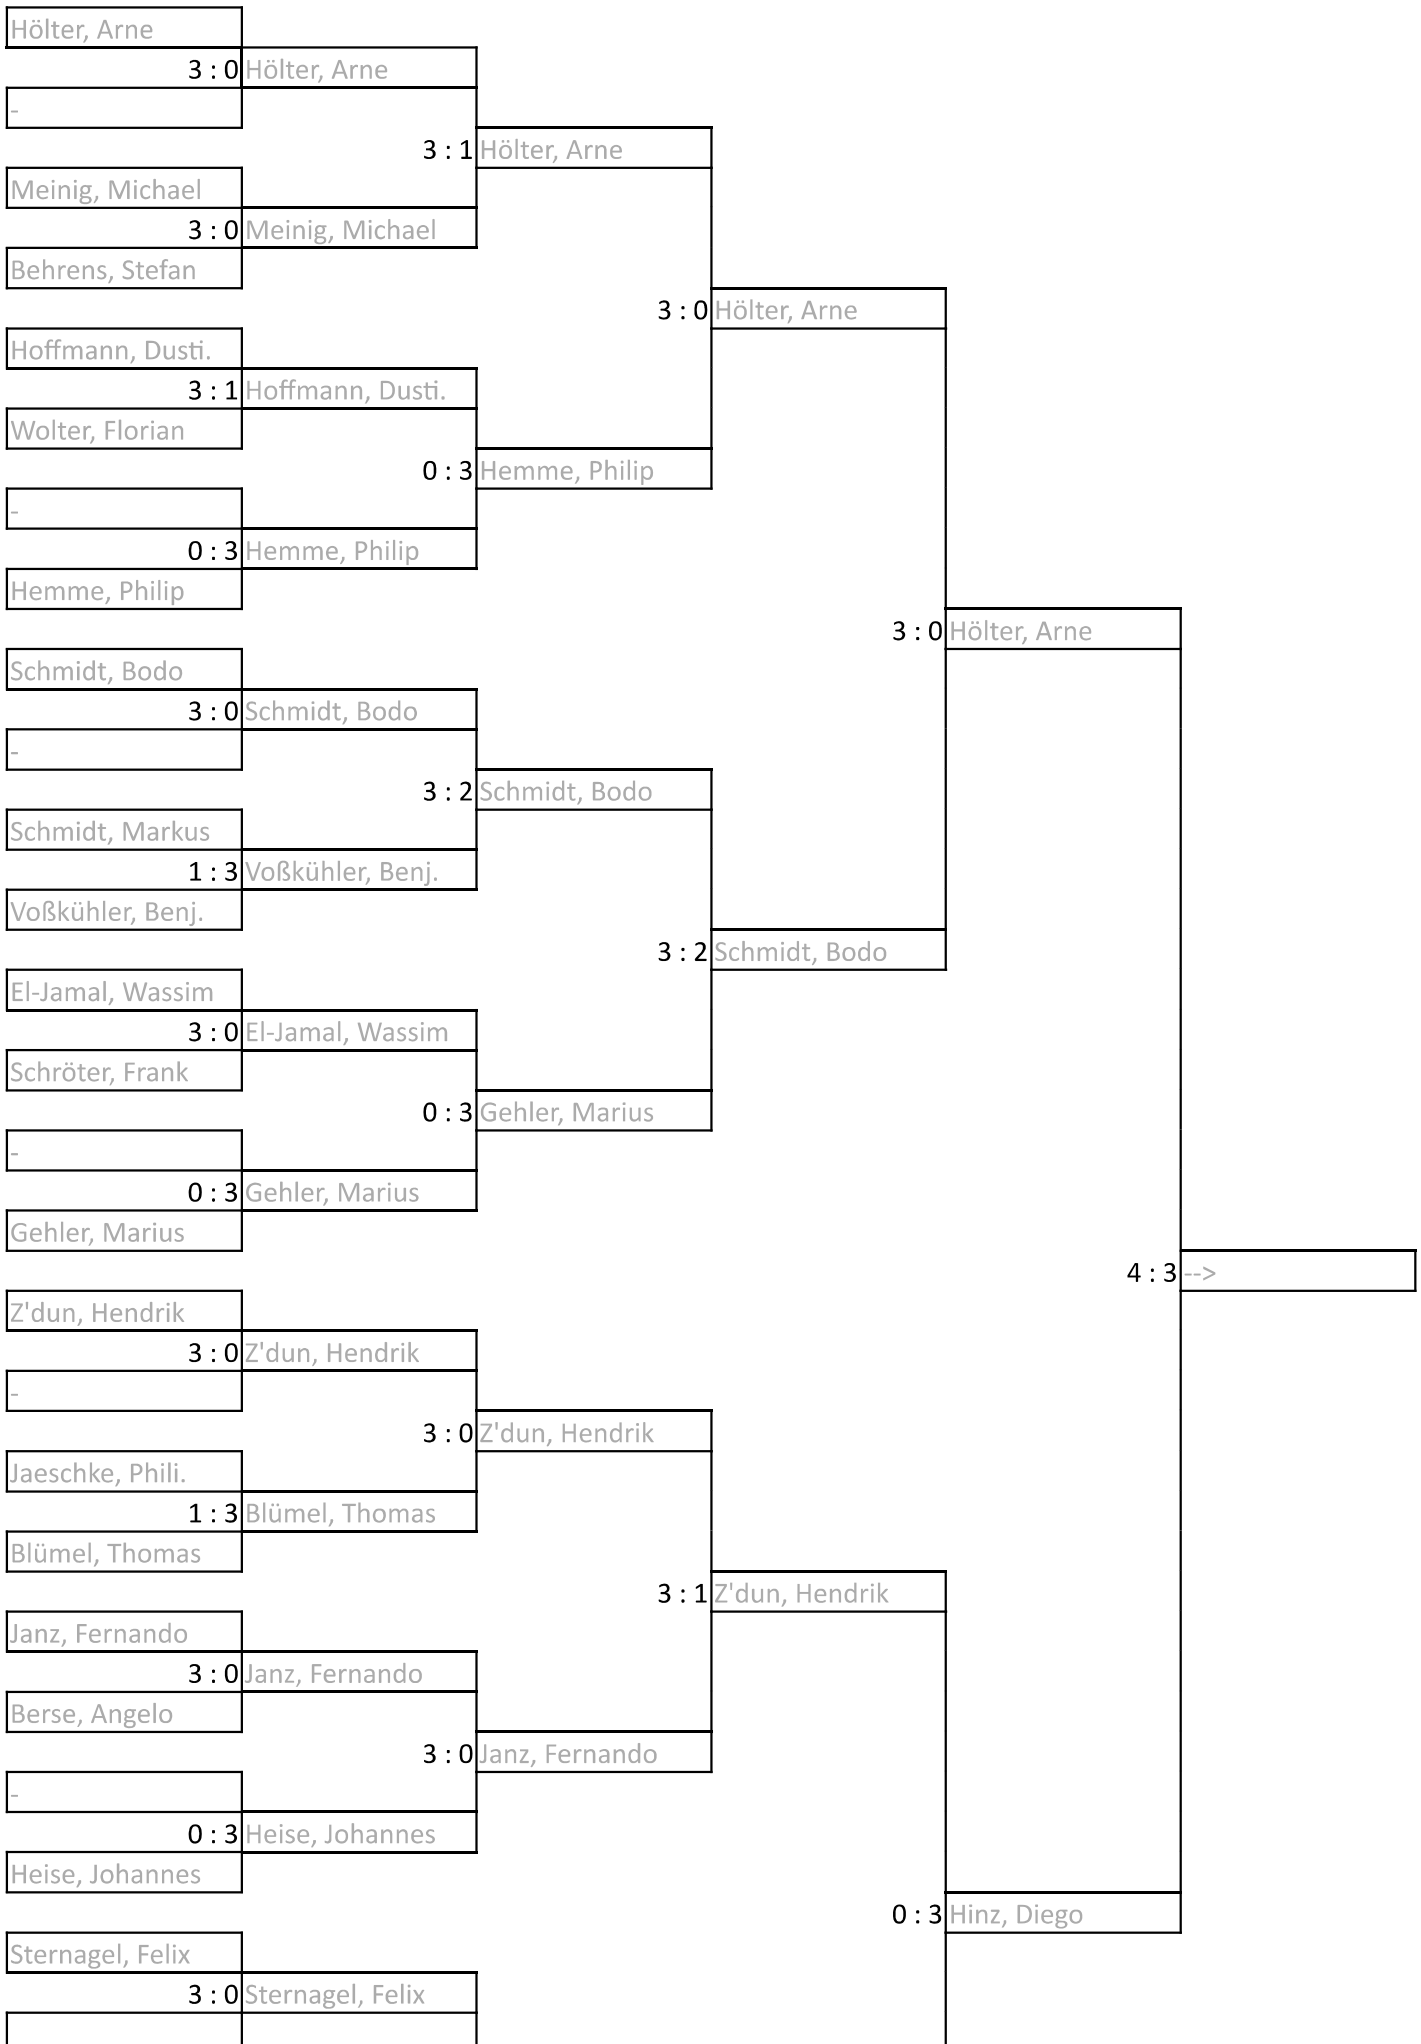 Hölter, Arne
3 : 0 Hölter, Arne
-
3 : 1 Hölter, Arne
Meinig, Michael
3 : 0 Meinig, Michael
Behrens, Stefan
3 : 0 Hölter, Arne
Hoffmann, Dusti.
3 : 1 Hoffmann, Dusti.
Wolter, Florian
0 : 3 Hemme, Philip
-
0 : 3 Hemme, Philip
Hemme, Philip
3 : 0 Hölter, Arne
Schmidt, Bodo
3 : 0 Schmidt, Bodo
-
3 : 2 Schmidt, Bodo
Schmidt, Markus
1 : 3 Voßkühler, Benj.
Voßkühler, Benj.
3 : 2 Schmidt, Bodo
El-Jamal, Wassim
3 : 0 El-Jamal, Wassim
Schröter, Frank
0 : 3 Gehler, Marius
-
0 : 3 Gehler, Marius
Gehler, Marius
4 : 3 -->
Z'dun, Hendrik
3 : 0 Z'dun, Hendrik
-
3 : 0 Z'dun, Hendrik
Jaeschke, Phili.
1 : 3 Blümel, Thomas
Blümel, Thomas
3 : 1 Z'dun, Hendrik
Janz, Fernando
3 : 0 Janz, Fernando
Berse, Angelo
3 : 0 Janz, Fernando
-
0 : 3 Heise, Johannes
Heise, Johannes
0 : 3 Hinz, Diego
Sternagel, Felix
3 : 0 Sternagel, Felix